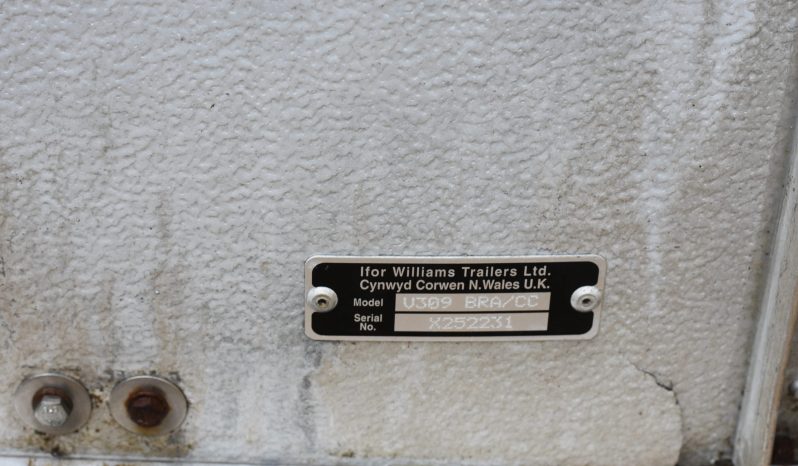 Ifor Williams Trailers Ltd.
Cynwyd Corwen N.Wales U.K.
Model V309 BRA/CC
Serial No. X252231